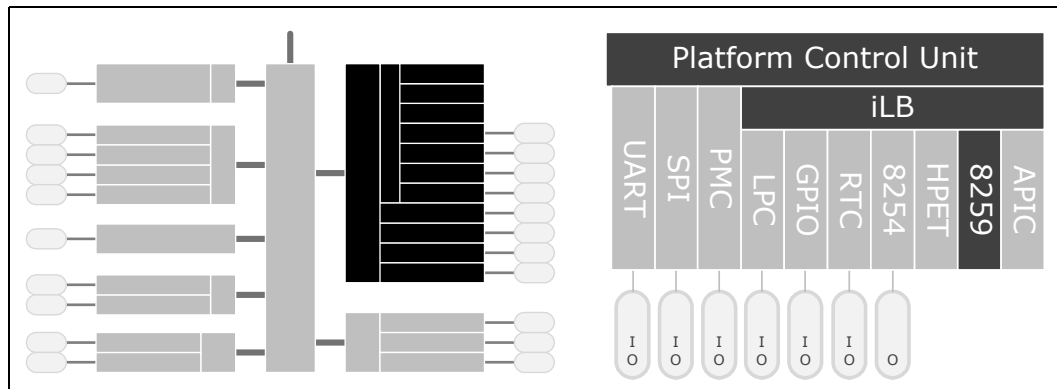 Platform Control Unit
iLB
UART
SPI
PMC
LPC
GPIO
RTC
8254
HPET
8259
APIC
I
O
I
O
I
O
I
O
I
O
I
O
O